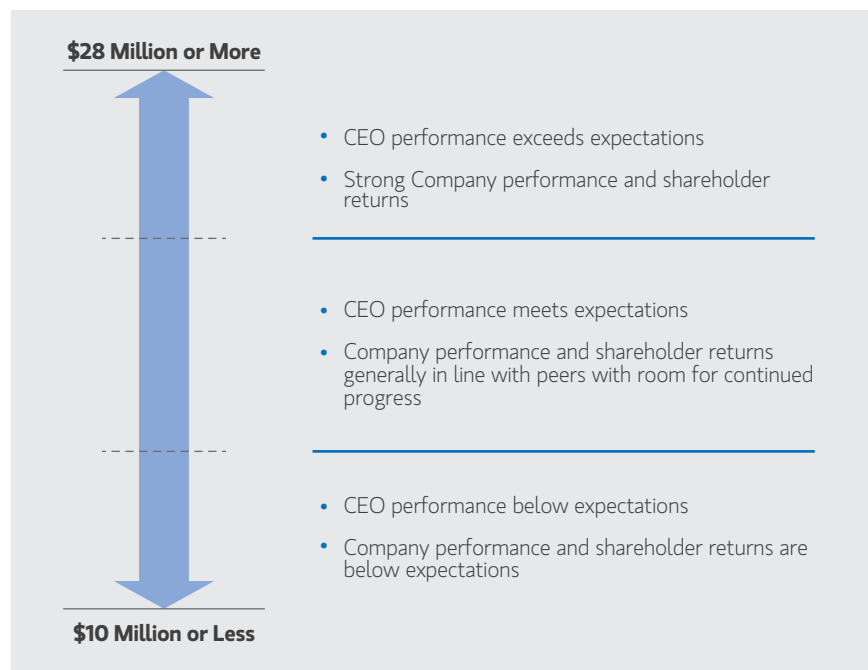 $28 Million or More
• CEO performance exceeds expectations
• Strong Company performance and shareholder
returns
• CEO performance meets expectations
• Company performance and shareholder returns
generally in line with peers with room for continued
progress
• CEO performance below expectations
• Company performance and shareholder returns are
below expectations
$10 Million or Less